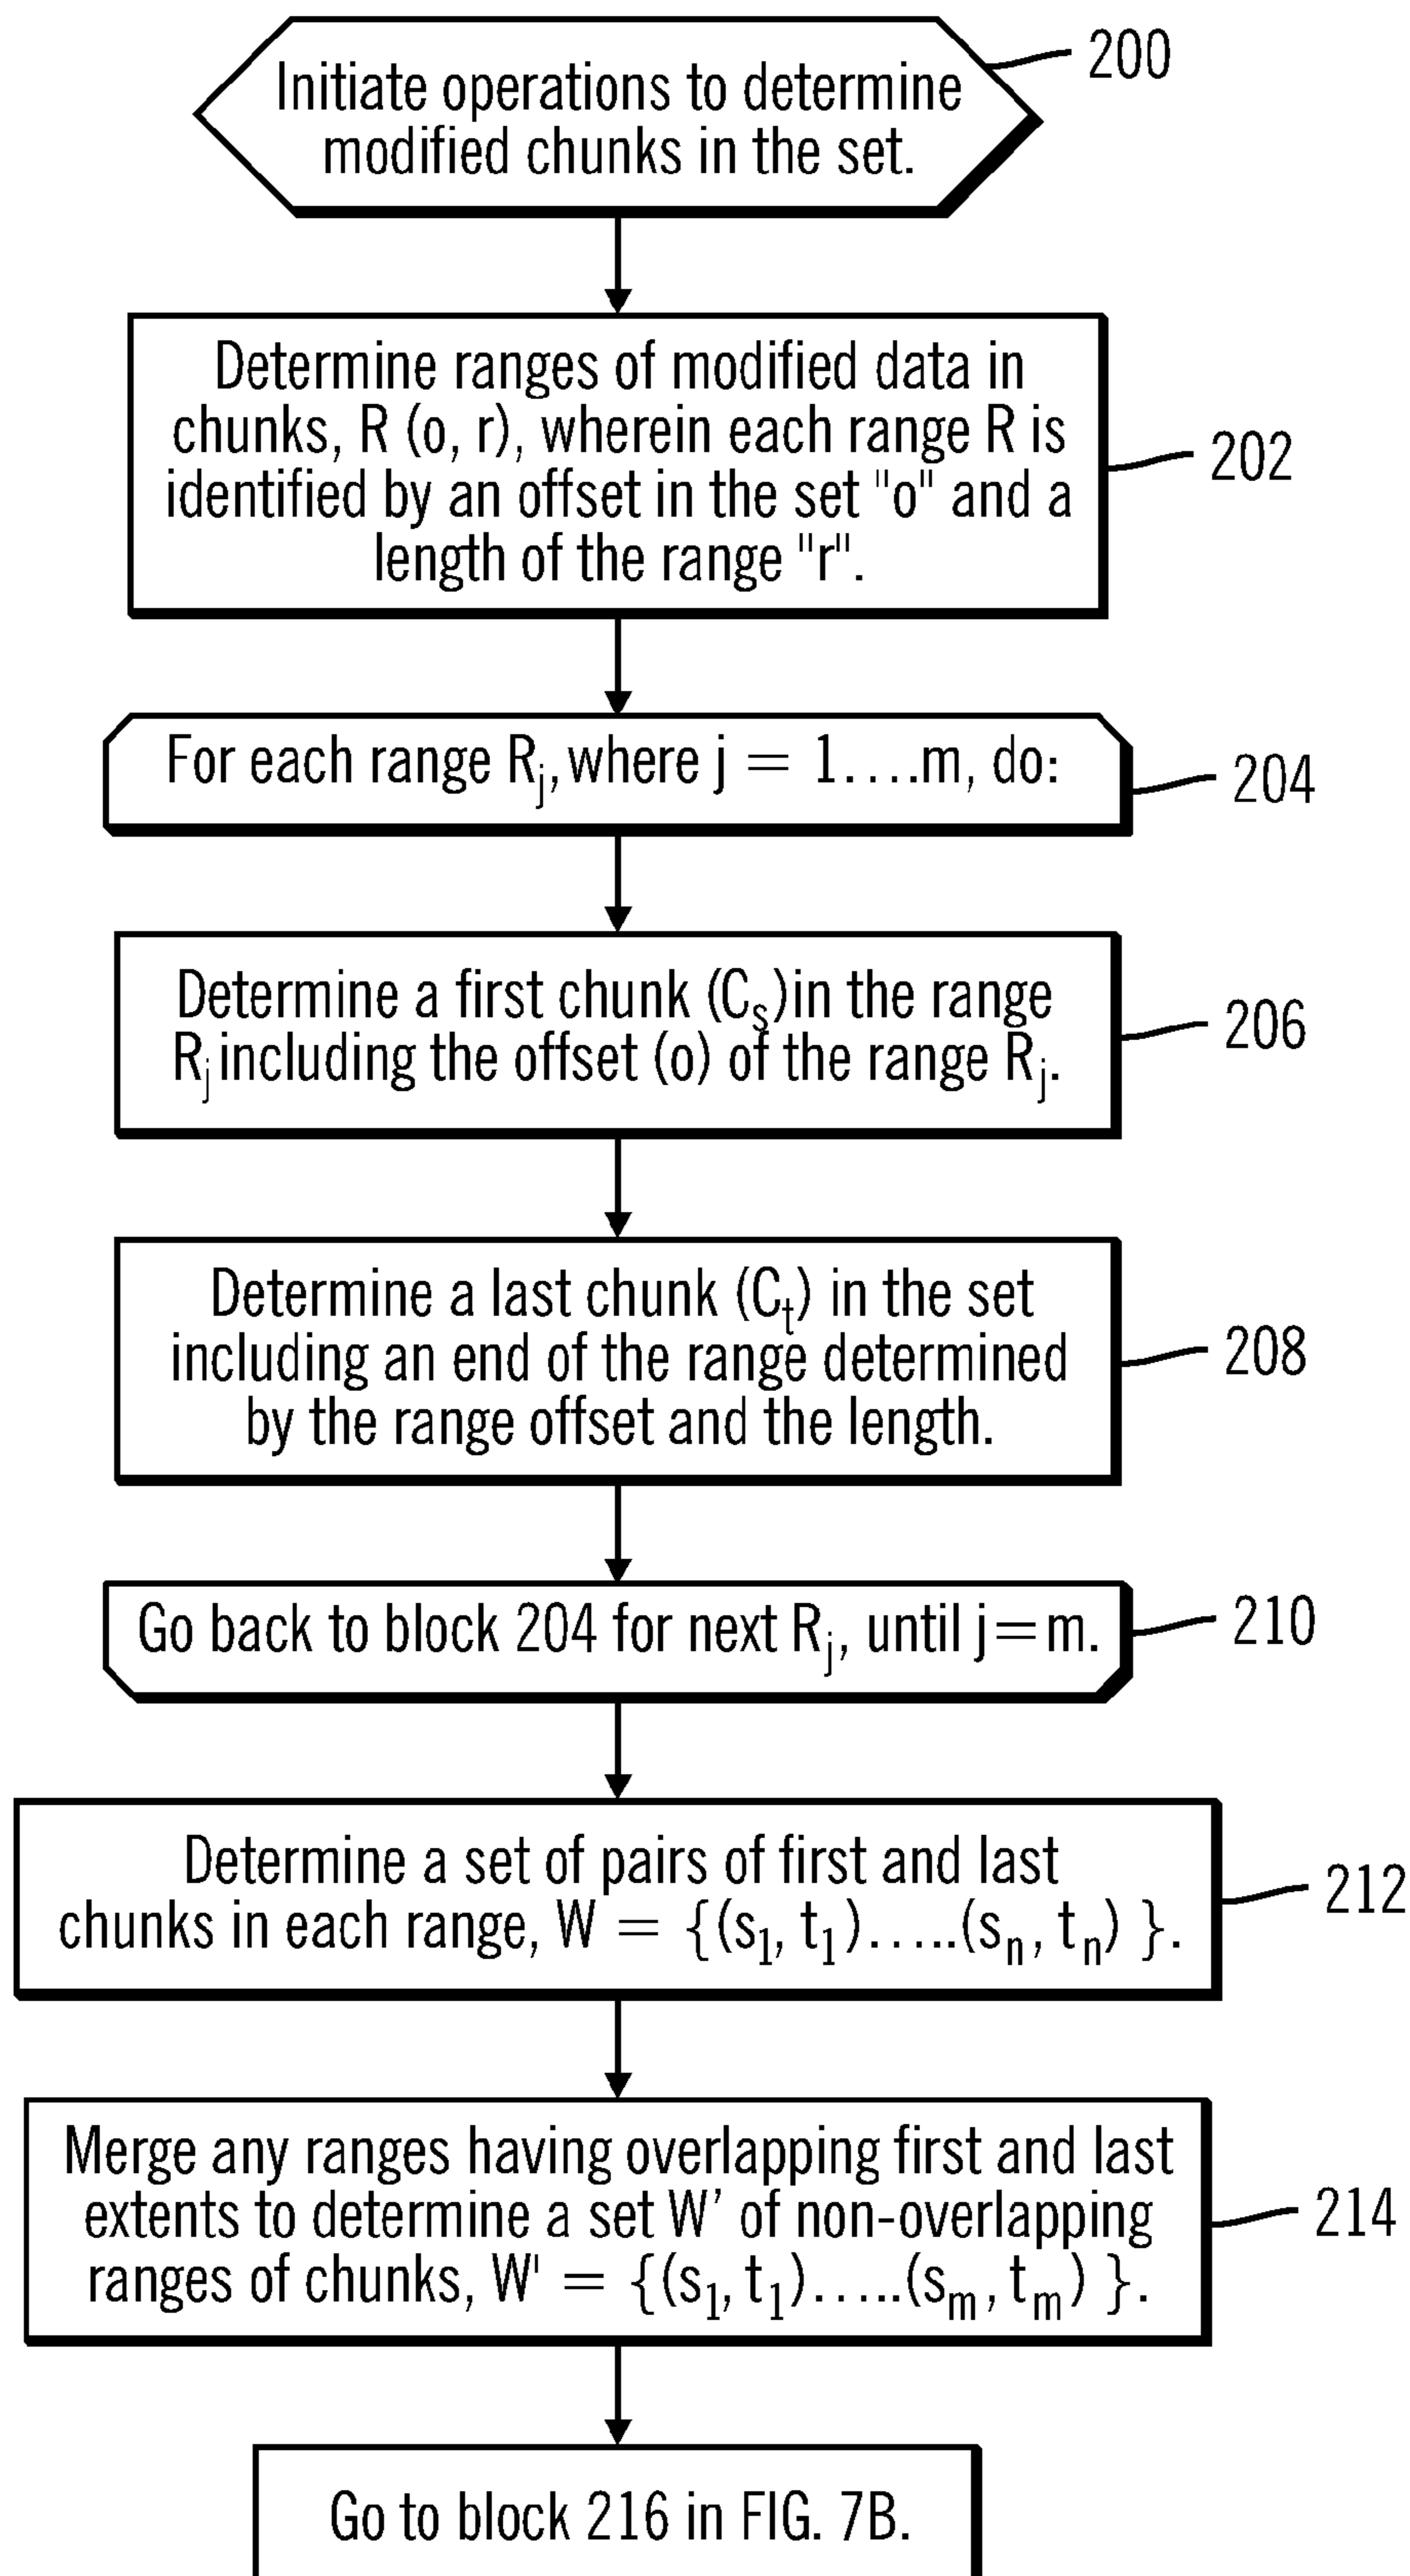 Initiate operations to determine
modified chunks in the set.
200
Determine ranges of modified data in
chunks, R (o, r), wherein each range R is
identified by an offset in the set "o" and a
length of the range "r".
202
For each range Rj, where j = 1....m, do:
204
Determine a first chunk (Cs) in the range
Rj including the offset (o) of the range Rj.
206
Determine a last chunk (Ct) in the set
including an end of the range determined
by the range offset and the length.
208
Go back to block 204 for next Rj, until j=m.
210
Determine a set of pairs of first and last
chunks in each range, W = {(s1, t1).....(sn, tn) }.
212
Merge any ranges having overlapping first and last
extents to determine a set W’ of non-overlapping
ranges of chunks, W' = {(s1, t1).....(sm, tm) }.
214
Go to block 216 in FIG. 7B.